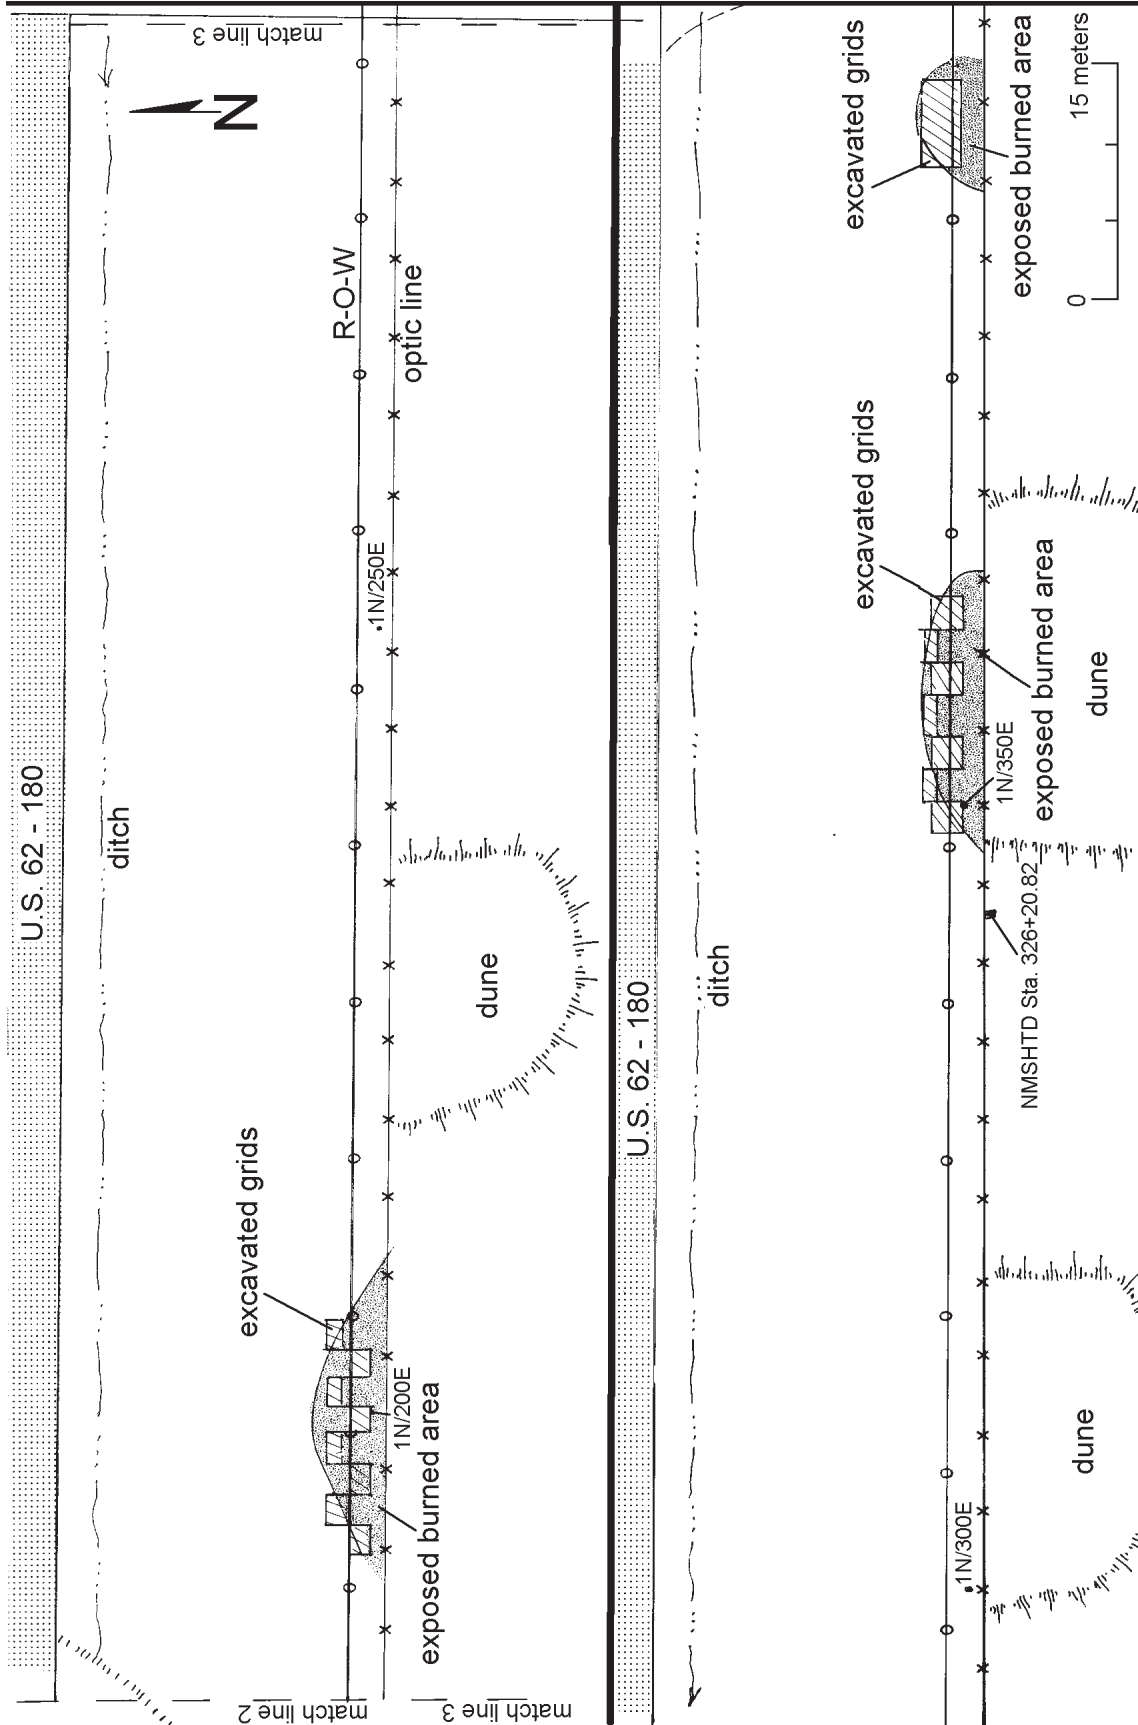 U.S. 62 - 180
match line 3
N
ditch
R-O-W
optic line
1N/250E
dune
excavated grids
1N/200E
exposed burned area
match line 2
match line 3
U.S. 62 - 180
ditch
excavated grids
exposed burned area
0
15 meters
excavated grids
exposed burned area
1N/350E
dune
NMSHTD Sta. 326+20.82
dune
1N/300E